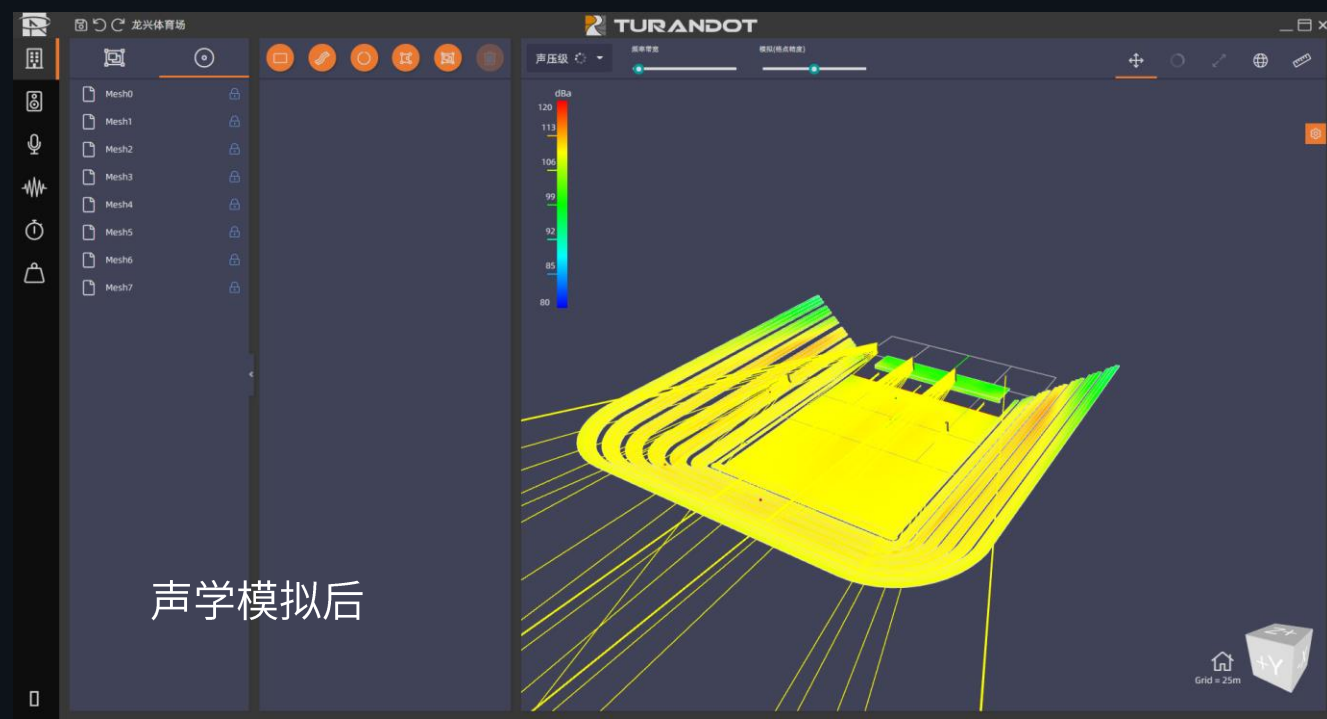 龙兴体育场
TURANDOT
声压级
频率带宽
模拟(格点精度)
Mesh0
Mesh1
Mesh2
Mesh3
Mesh4
Mesh5
Mesh6
Mesh7
dBa
120
113
106
99
92
85
80
声学模拟后
Grid = 25m
Z+
+Y